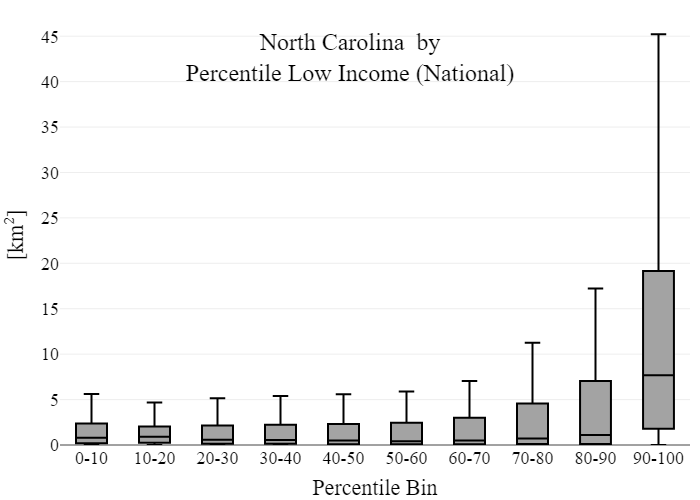 North Carolina by
Percentile Low Income (National)
45
40
35
30
25
20
15
10
5
0
[km²]
0-10 10-20 20-30 30-40 40-50 50-60 60-70 70-80 80-90 90-100
Percentile Bin